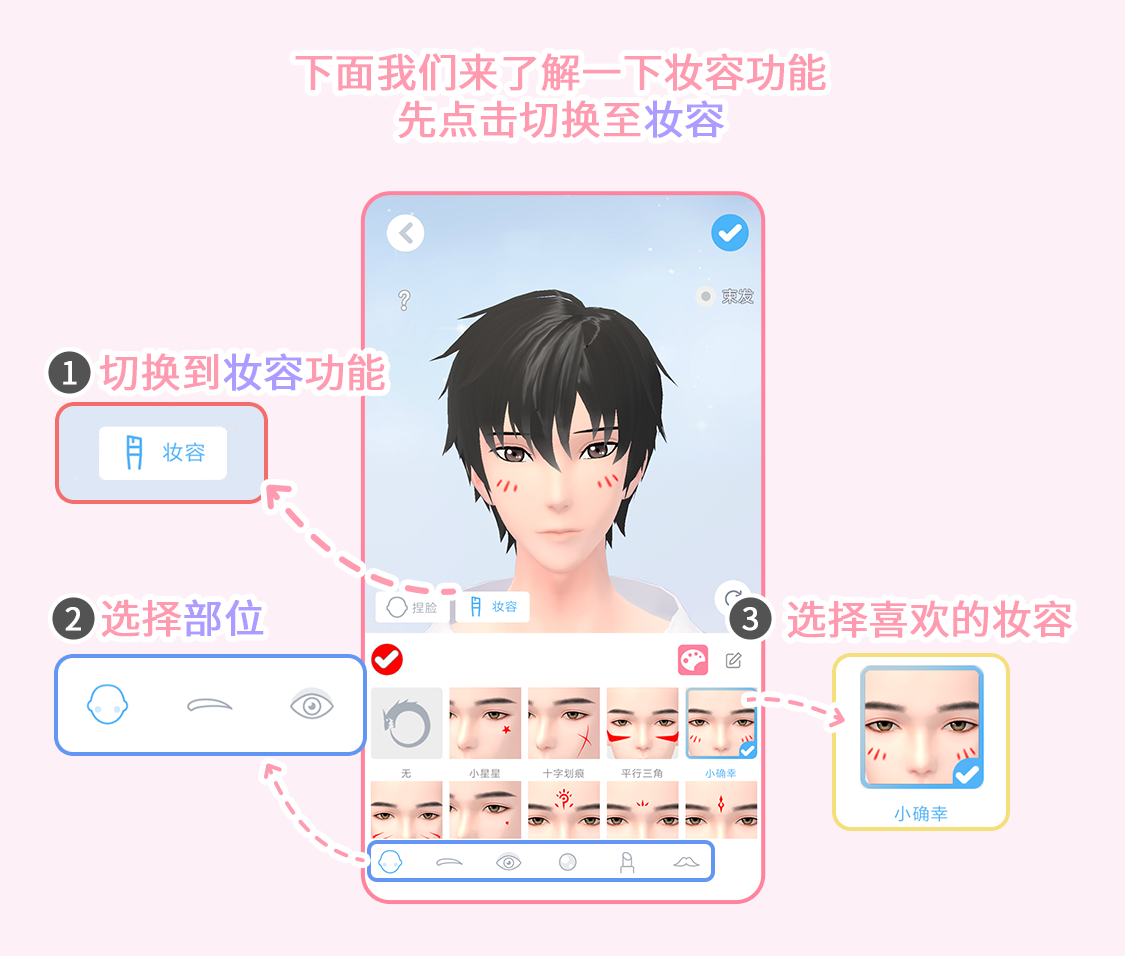 下面我们来了解一下妆容功能
先点击切换至妆容
?
束发
1 切换到妆容功能
妆容
捏脸
妆容
2 选择部位
3 选择喜欢的妆容
无
小星星
十字划痕
平行三角
小确幸
小确幸